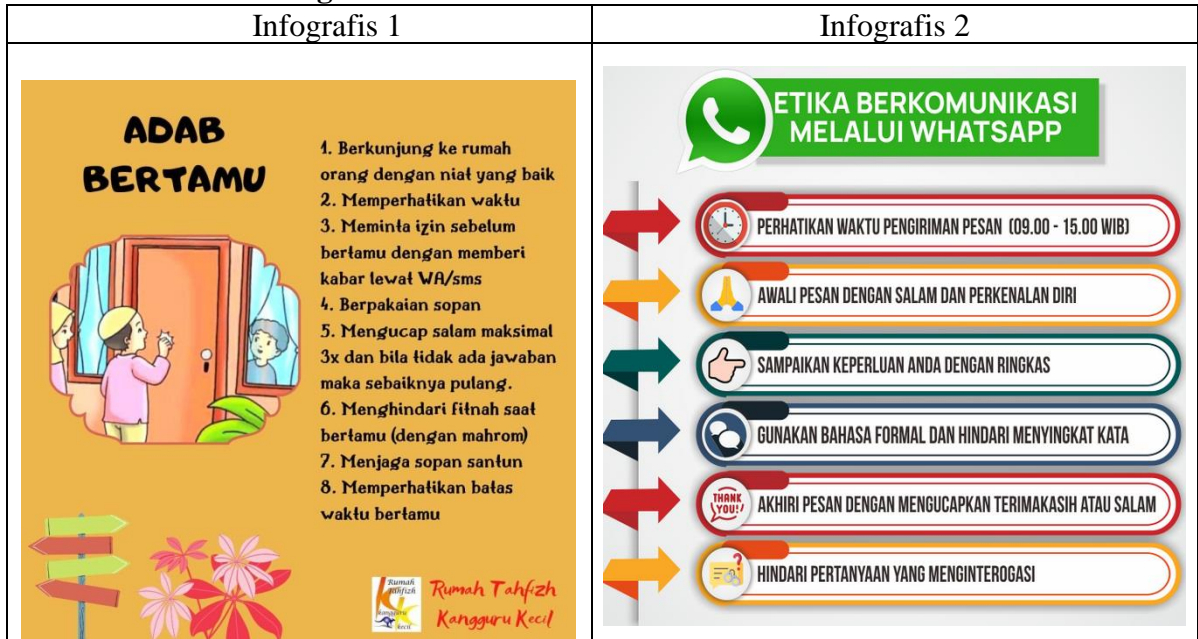 Infografis 1
Infografis 2
ADAB
BERTAMU
1. Berkunjung ke rumah
orang dengan niat yang baik
2. Memperhatikan waktu
3. Meminta izin sebelum
bertamu dengan memberi
kabar lewat WA/sms
4. Berpakaian sopan
5. Mengucap salam maksimal
3x dan bila tidak ada jawaban
maka sebaiknya pulang.
6. Menghindari fitnah saat
bertamu (dengan mahrom)
7. Menjaga sopan santun
8. Memperhatikan batas
waktu bertamu
Rumah
Tahfizh
Kangguru
Kecil
Rumah Tahfizh
Kangguru Kecil
ETIKA BERKOMUNIKASI
MELALUI WHATSAPP
PERHATIKAN WAKTU PENGIRIMAN PESAN (09.00 - 15.00 WIB)
AWALI PESAN DENGAN SALAM DAN PERKENALAN DIRI
SAMPAIKAN KEPERLUAN ANDA DENGAN RINGKAS
GUNAKAN BAHASA FORMAL DAN HINDARI MENYINGKAT KATA
THANK
YOU!
AKHIRI PESAN DENGAN MENGUCAPKAN TERIMAKASIH ATAU SALAM
HINDARI PERTANYAAN YANG MENGINTEROGASI